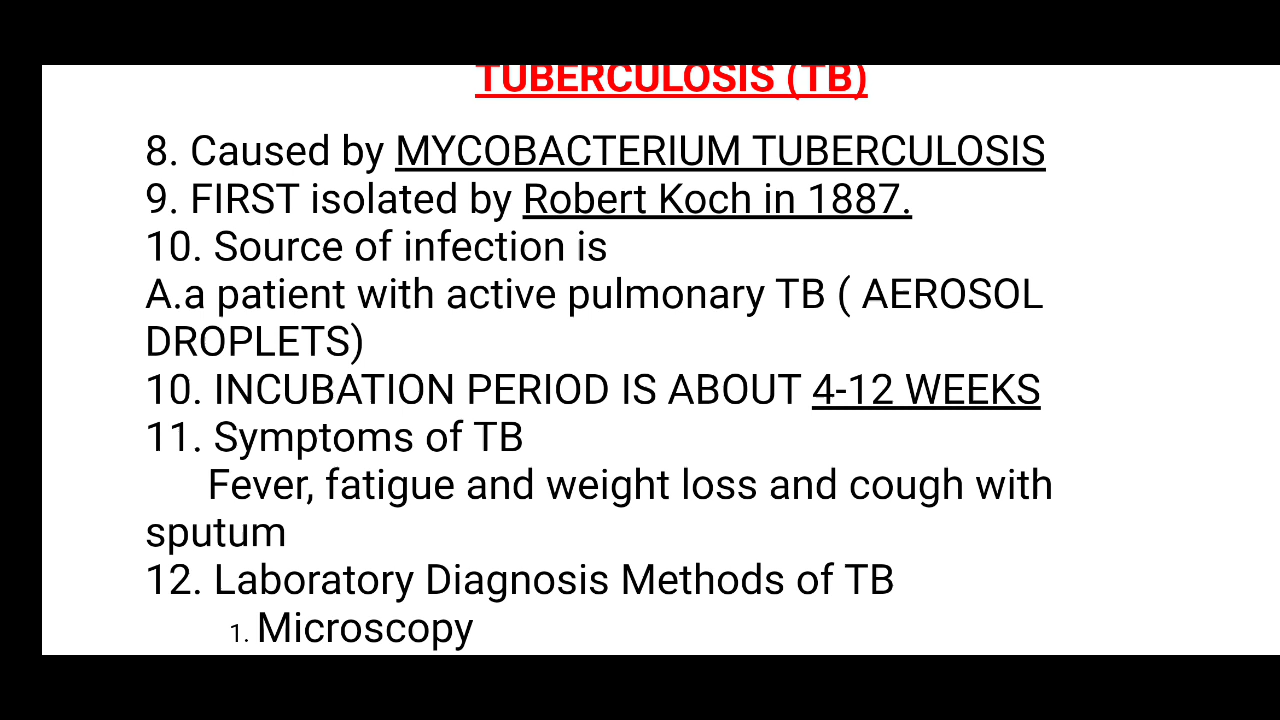 TUBERCULOSIS (TB)
8. Caused by MYCOBACTERIUM TUBERCULOSIS
9. FIRST isolated by Robert Koch in 1887.
10. Source of infection is
A.a patient with active pulmonary TB ( AEROSOL
DROPLETS)
10. INCUBATION PERIOD IS ABOUT 4-12 WEEKS
11. Symptoms of TB
Fever, fatigue and weight loss and cough with
sputum
12. Laboratory Diagnosis Methods of TB
1. Microscopy